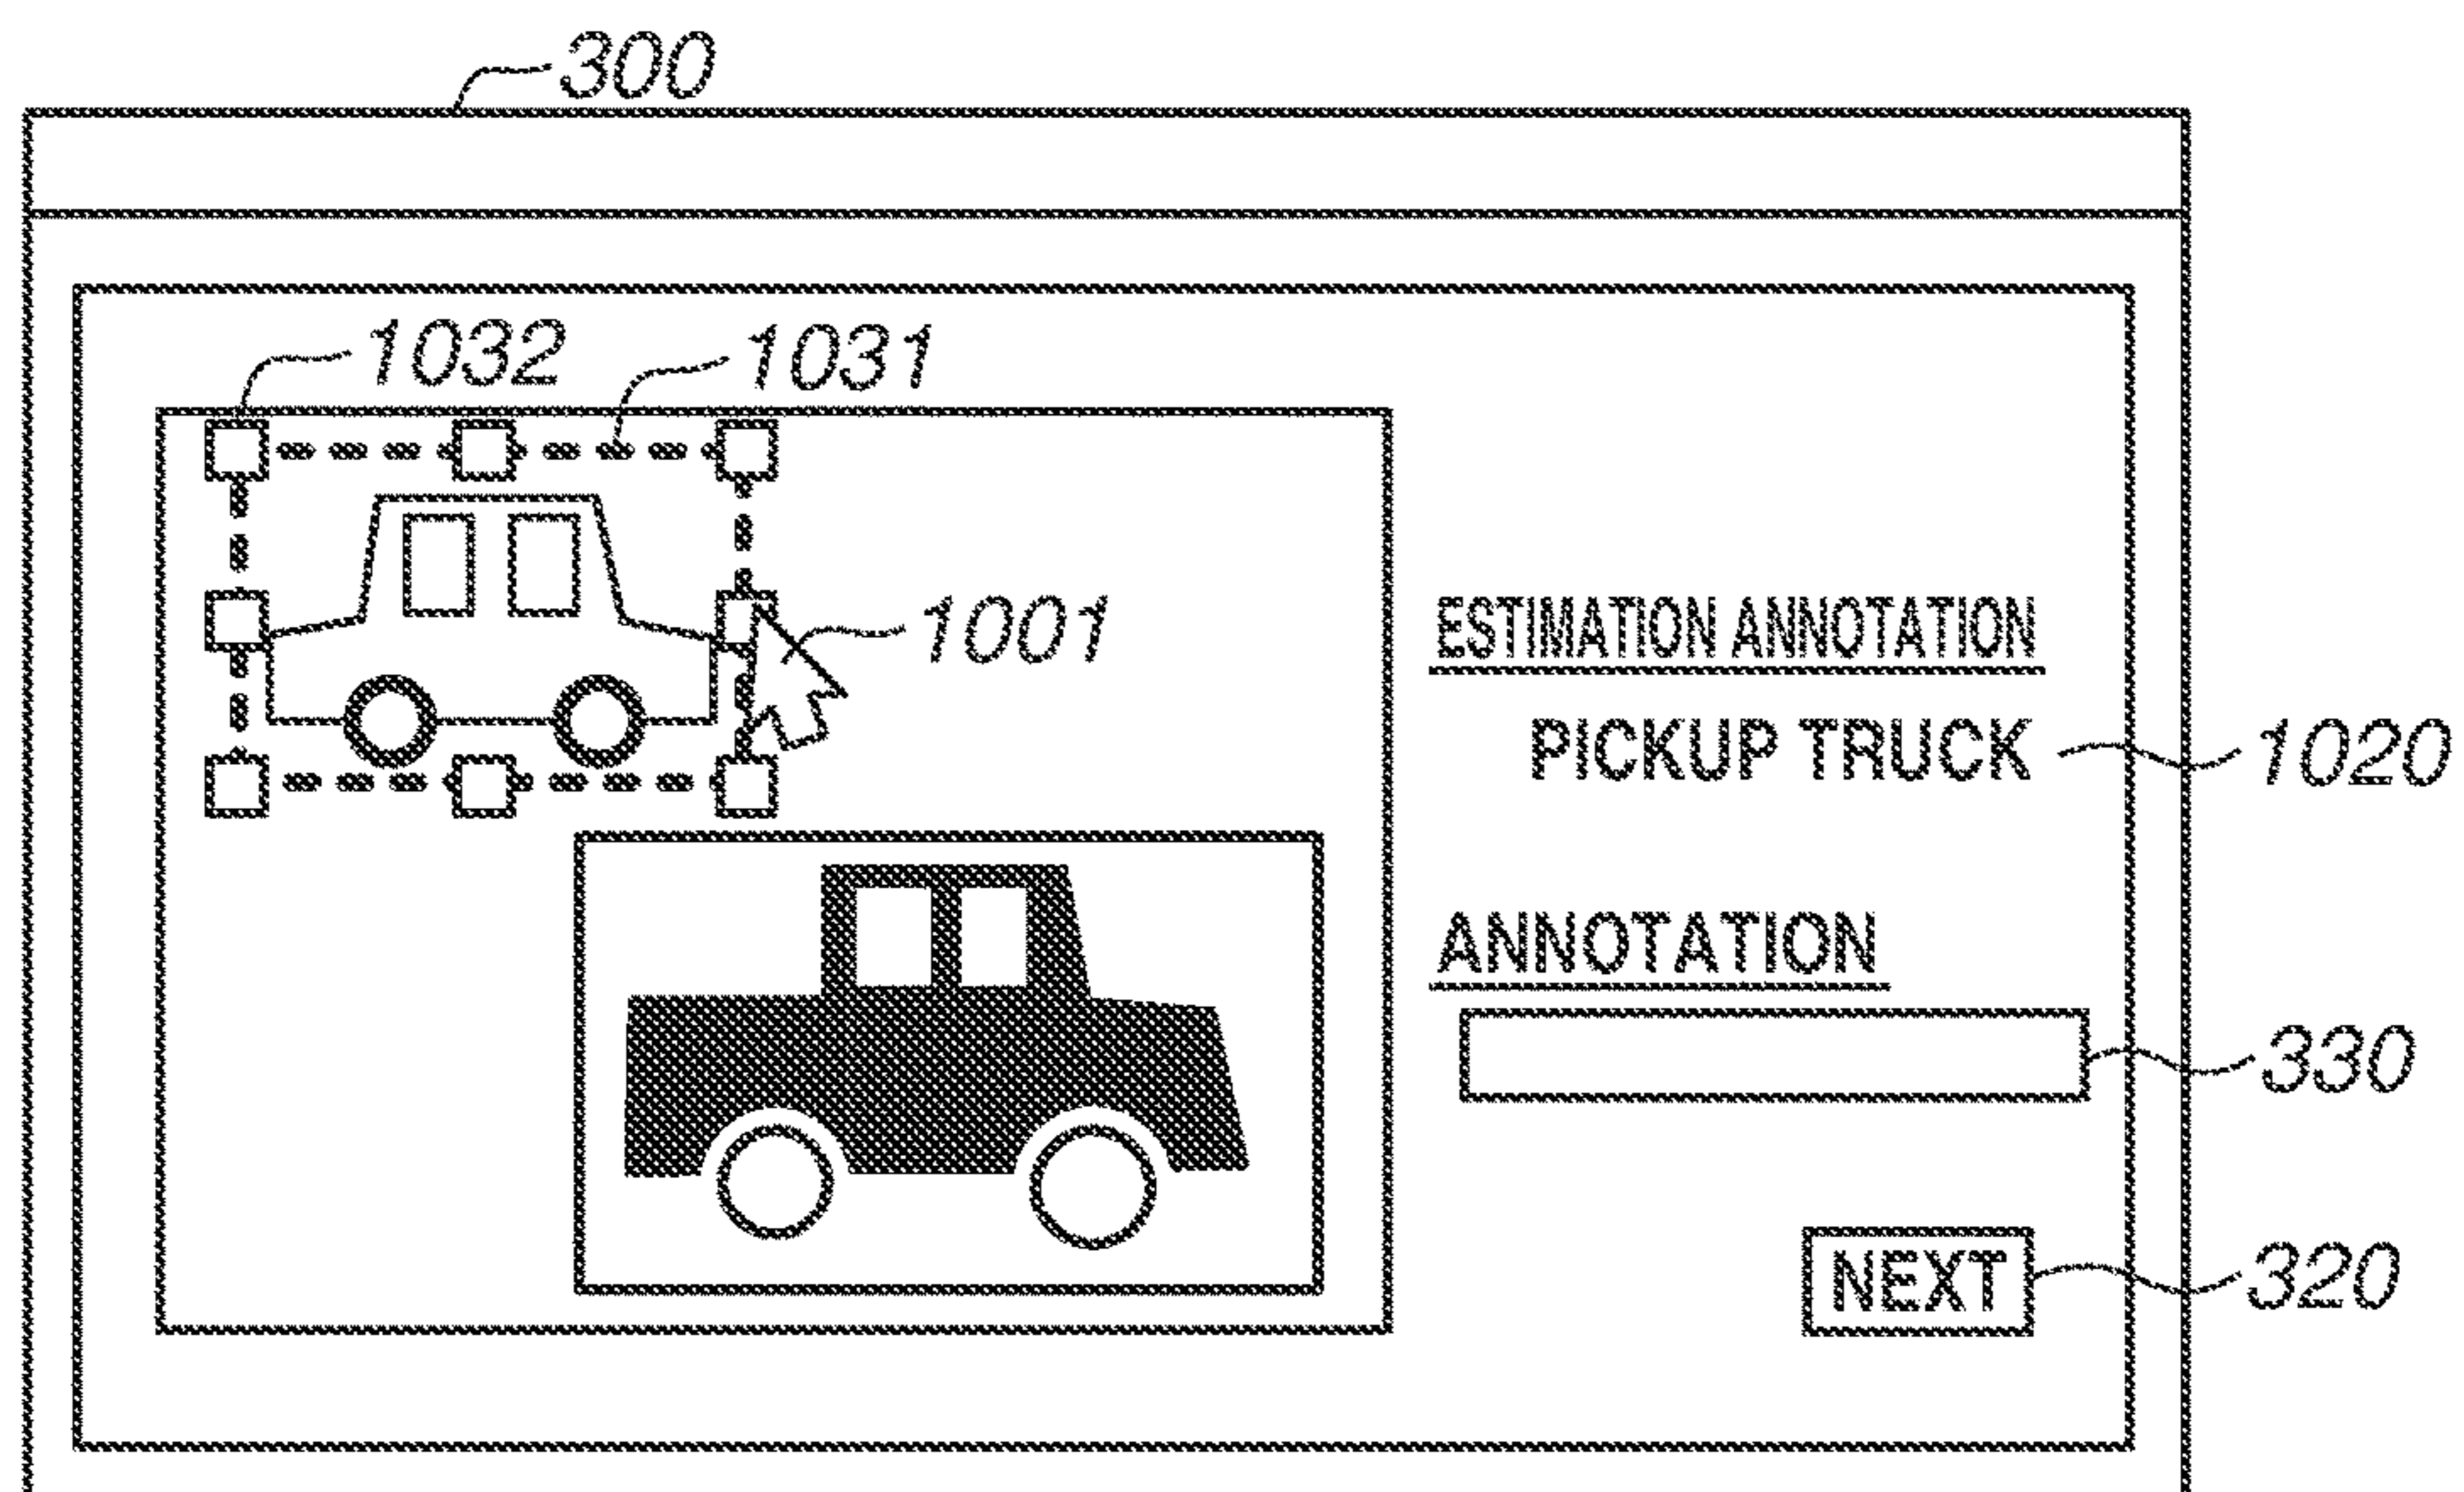 300
1032
1031
1001
ESTIMATION ANNOTATION
PICKUP TRUCK
1020
ANNOTATION
330
NEXT
320